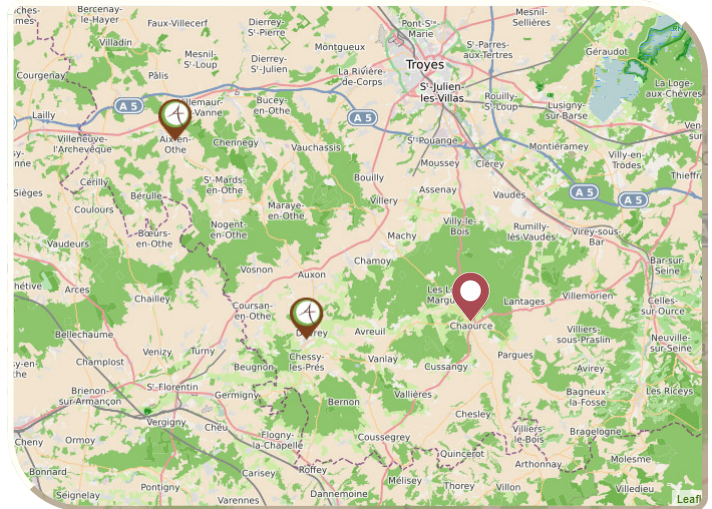 Bercenay-
le-Hayer
Faux-Villecerf
Dierrey-
St-Pierre
Pont-Ste-
Marie
Mesnil-
Sellières
Villadin
Mesnil-
St-Loup
Dierrey-
St-Julien
Montgueux
Troyes
St-Parres-
aux-Tertres
Géraudot
Courgenay
Pâlis
La Rivière-
de-Corps
St-Julien-
les-Villas
La-Loge-
aux-Chèvres
Lailly
A 5
Bucey-
en-Othe
A 5
Rouilly-
St-Loup
Lusigny-
sur-Barse
Villeneuve-
l'Archevêque
Aix-en-
Othe
Chennegy
Vauchassis
St-Pouange
Moussey
Clérey
Montiéramey
Villy-en-
Trodes
Cérilly
St-Mards-
en-Othe
Bouilly
Assenay
Vaudes
A 5
A 5
Bérulle
Coulours
Maraye-
en-Othe
Villery
Bœurs-
en-Othe
Nogent-
en-Othe
Machy
Villy-le-
Bois
Rumilly-
lès-Vaudes
Virey-sous-
Bar
Vaudeurs
Vosnon
Auxon
Chamoy
Bar-sur-
Seine
Arces
Chailley
Coursan-
en-Othe
Lantages
Villemorien
Celles-
sur-Ource
Chaource
Bellechaume
Venizy
Turny
Avreuil
Villiers-
sous-Praslin
Neuville-
sur-Seine
Champlost
Beugnon
Chessy-
les-Prés
Vanlay
Cussangy
Pargues
Avirey
Brienon-
sur-Armançon
St-Florentin
Germigny
Bernon
Vallières
Bagneux-
la-Fosse
Les Riceys
Vergigny
Chéu
Chesley
Cheny
Ormoy
Flogny-
la-Chapelle
Coussegrey
Villiers-
le-Bois
Bragelogne
Quincerot
Arthonnay
Molesme
Bonnard
Carisey
Roffey
Mélisey
Thorey
Villon
Villedieu
Seignelay
Pontigny
Varennes
Dannemoine
Leafl